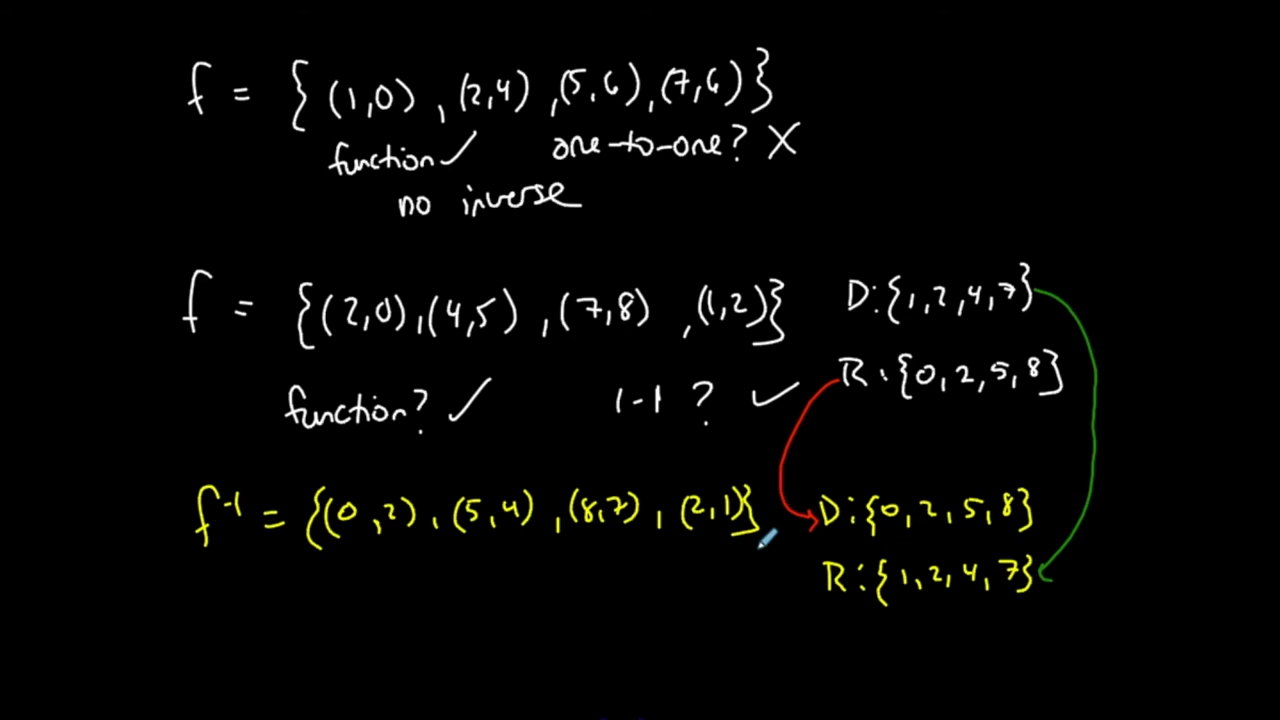 f = {(1,0), (2,4), (5,6), (7,6)}
function ✓ one-to-one? X
no inverse
f = {(2,0), (4,5), (7,8), (1,2)} D: {1, 2, 4, 7}
R: {0, 2, 5, 8}
function? ✓ 1-1 ? ✓
f⁻¹ = {(0,2), (5,4), (8,7), (2,1)} D: {0, 2, 5, 8}
R: {1, 2, 4, 7}